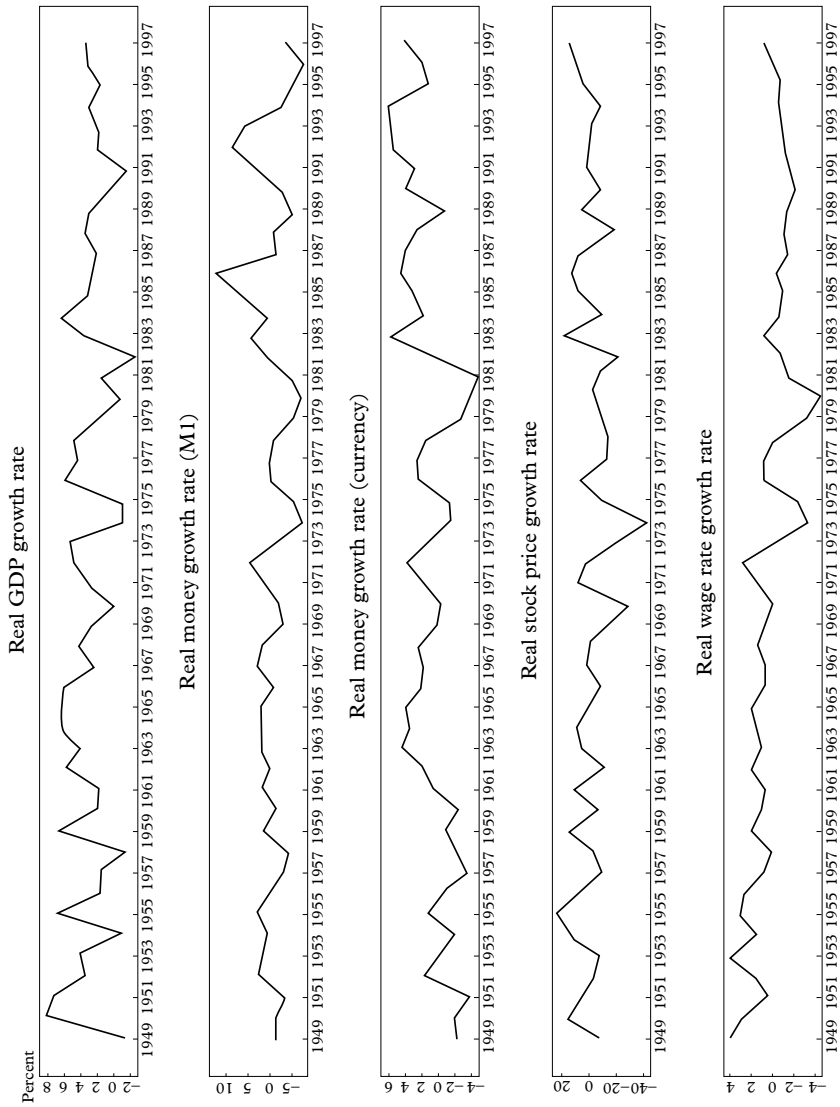 Real GDP growth rate
Percent
8
6
4
2
0
−2
1949 1951 1953 1955 1957 1959 1961 1963 1965 1967 1969 1971 1973 1975 1977 1979 1981 1983 1985 1987 1989 1991 1993 1995 1997
Real money growth rate (M1)
10
5
0
−5
1949 1951 1953 1955 1957 1959 1961 1963 1965 1967 1969 1971 1973 1975 1977 1979 1981 1983 1985 1987 1989 1991 1993 1995 1997
Real money growth rate (currency)
6
4
2
0
−2
−4
1949 1951 1953 1955 1957 1959 1961 1963 1965 1967 1969 1971 1973 1975 1977 1979 1981 1983 1985 1987 1989 1991 1993 1995 1997
Real stock price growth rate
20
0
−20
−40
1949 1951 1953 1955 1957 1959 1961 1963 1965 1967 1969 1971 1973 1975 1977 1979 1981 1983 1985 1987 1989 1991 1993 1995 1997
Real wage rate growth rate
4
2
0
−2
−4
1949 1951 1953 1955 1957 1959 1961 1963 1965 1967 1969 1971 1973 1975 1977 1979 1981 1983 1985 1987 1989 1991 1993 1995 1997